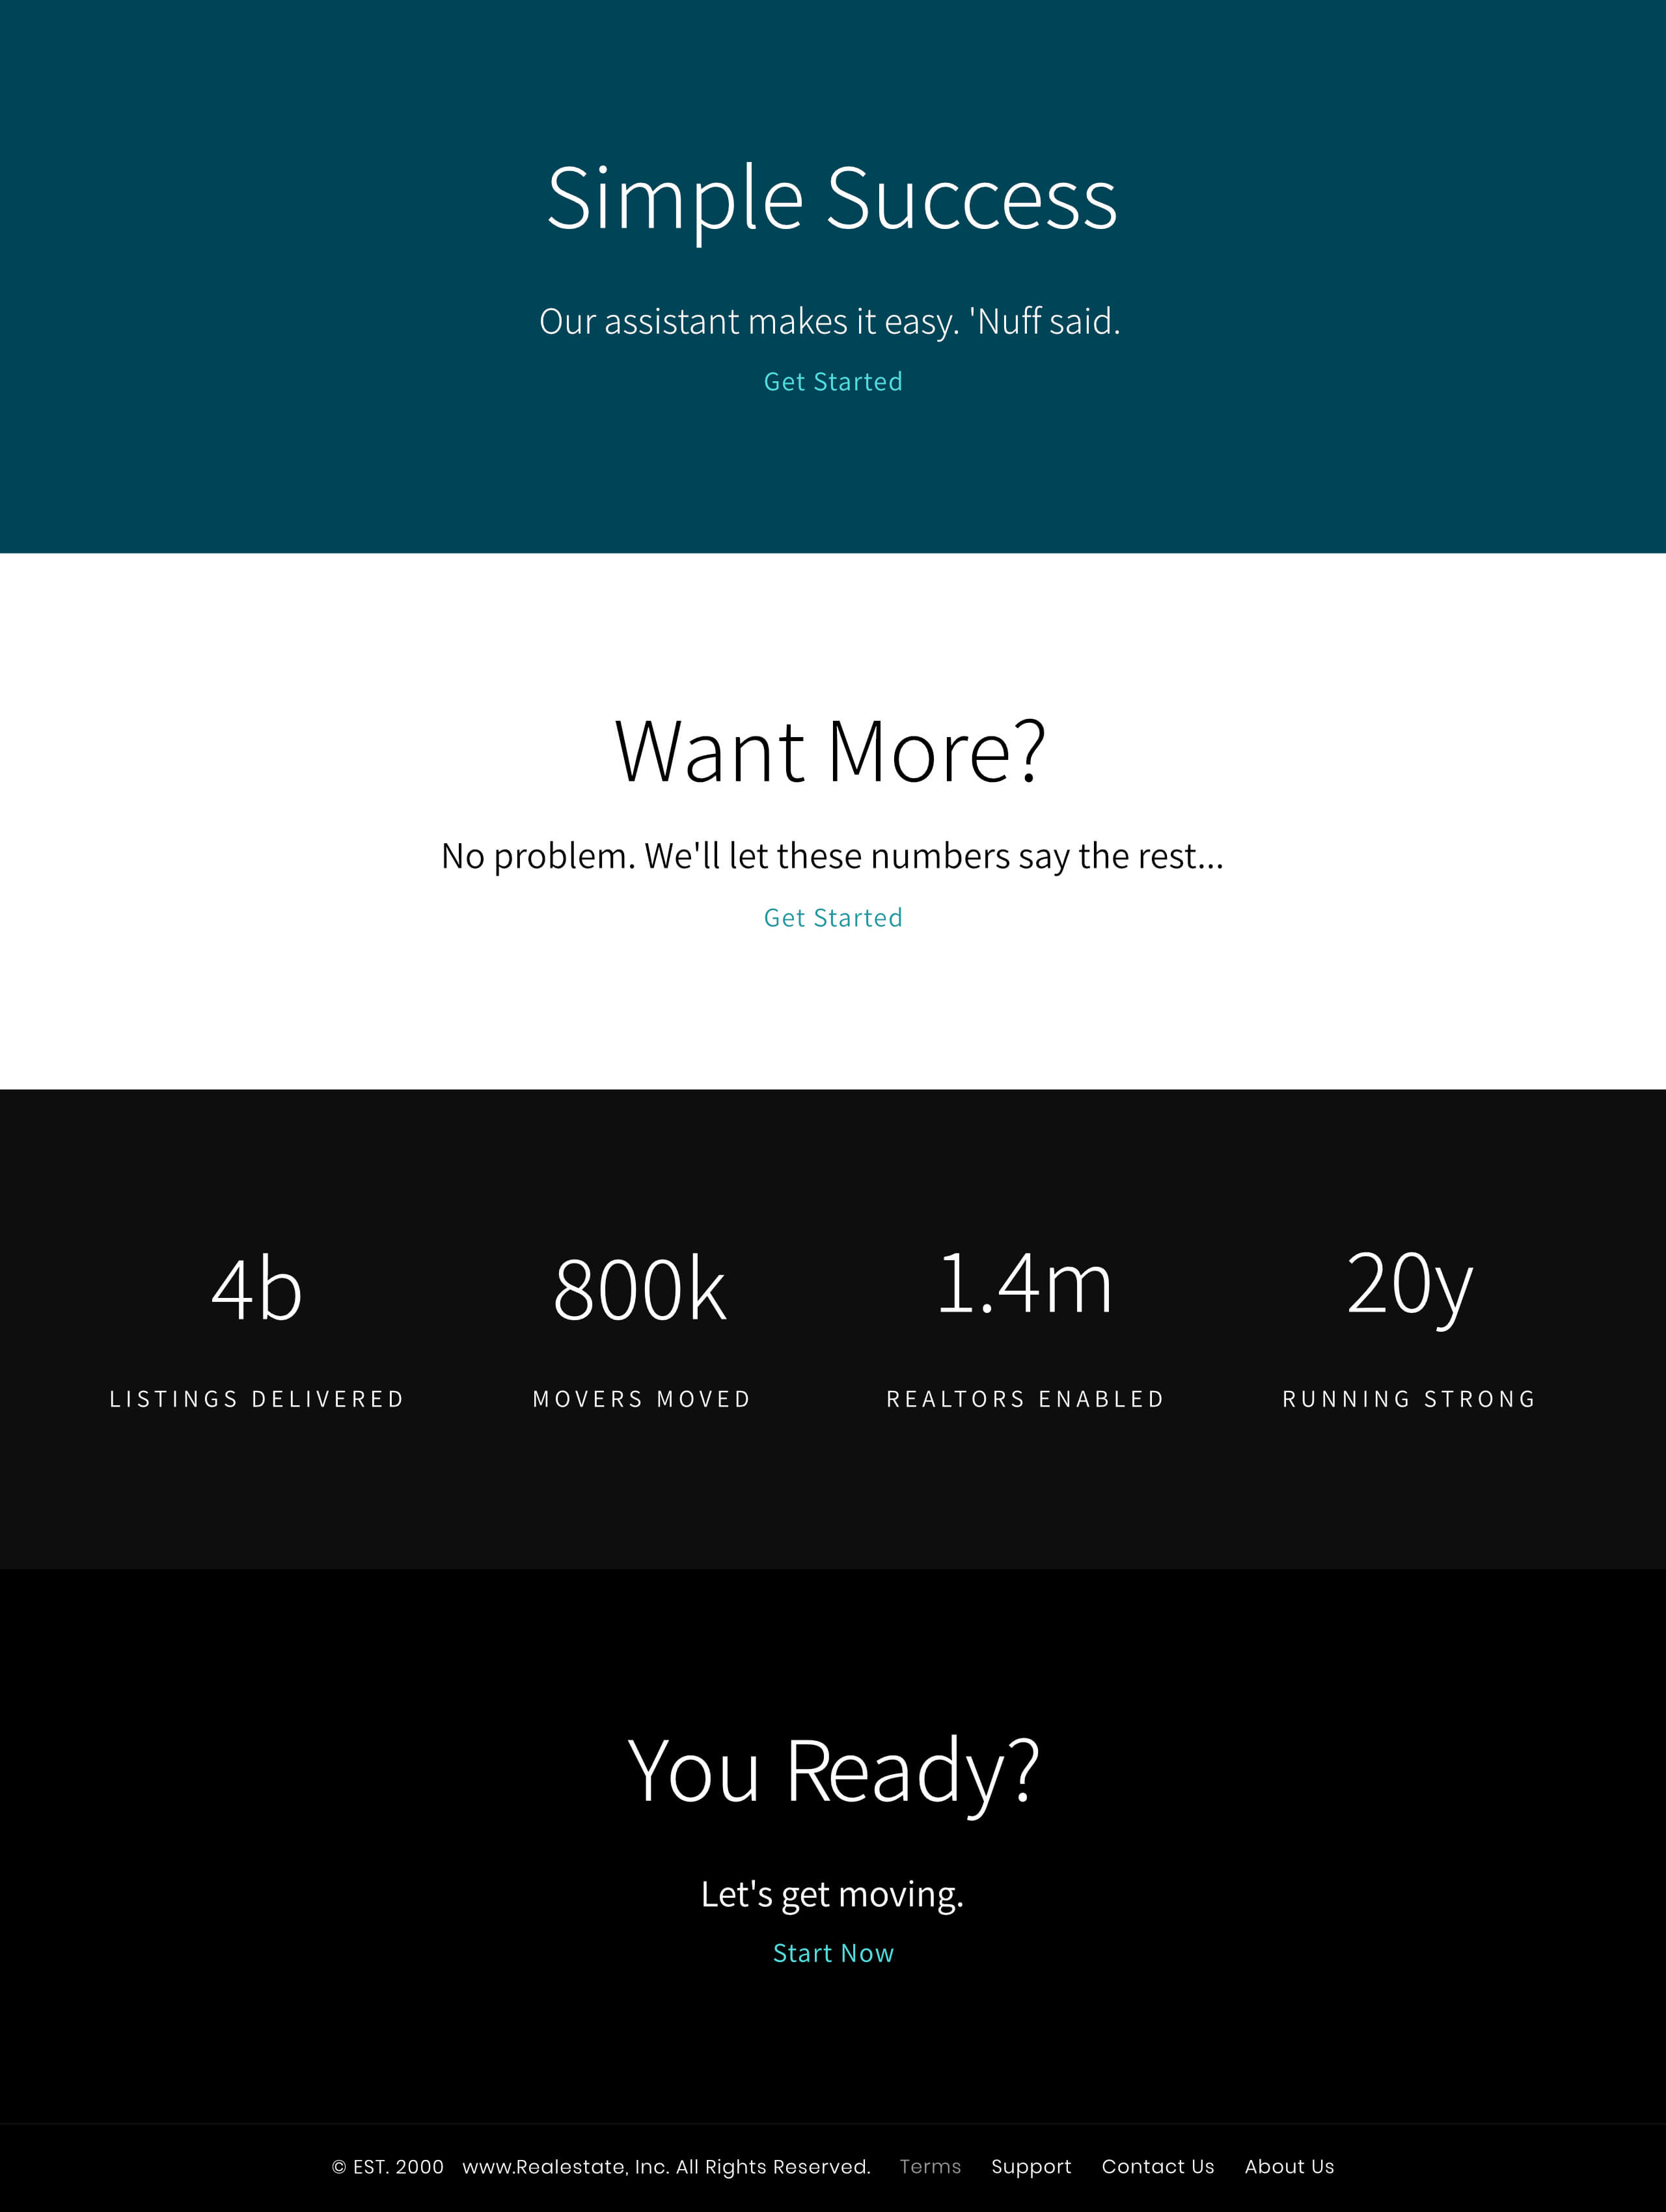 Simple Success
Our assistant makes it easy. 'Nuff said.
Get Started
Want More?
No problem. We'll let these numbers say the rest...
Get Started
4b
LISTINGS DELIVERED
800k
MOVERS MOVED
1.4m
REALTORS ENABLED
20y
RUNNING STRONG
You Ready?
Let's get moving.
Start Now
© EST. 2000 www.Realestate, Inc. All Rights Reserved. Terms Support Contact Us About Us